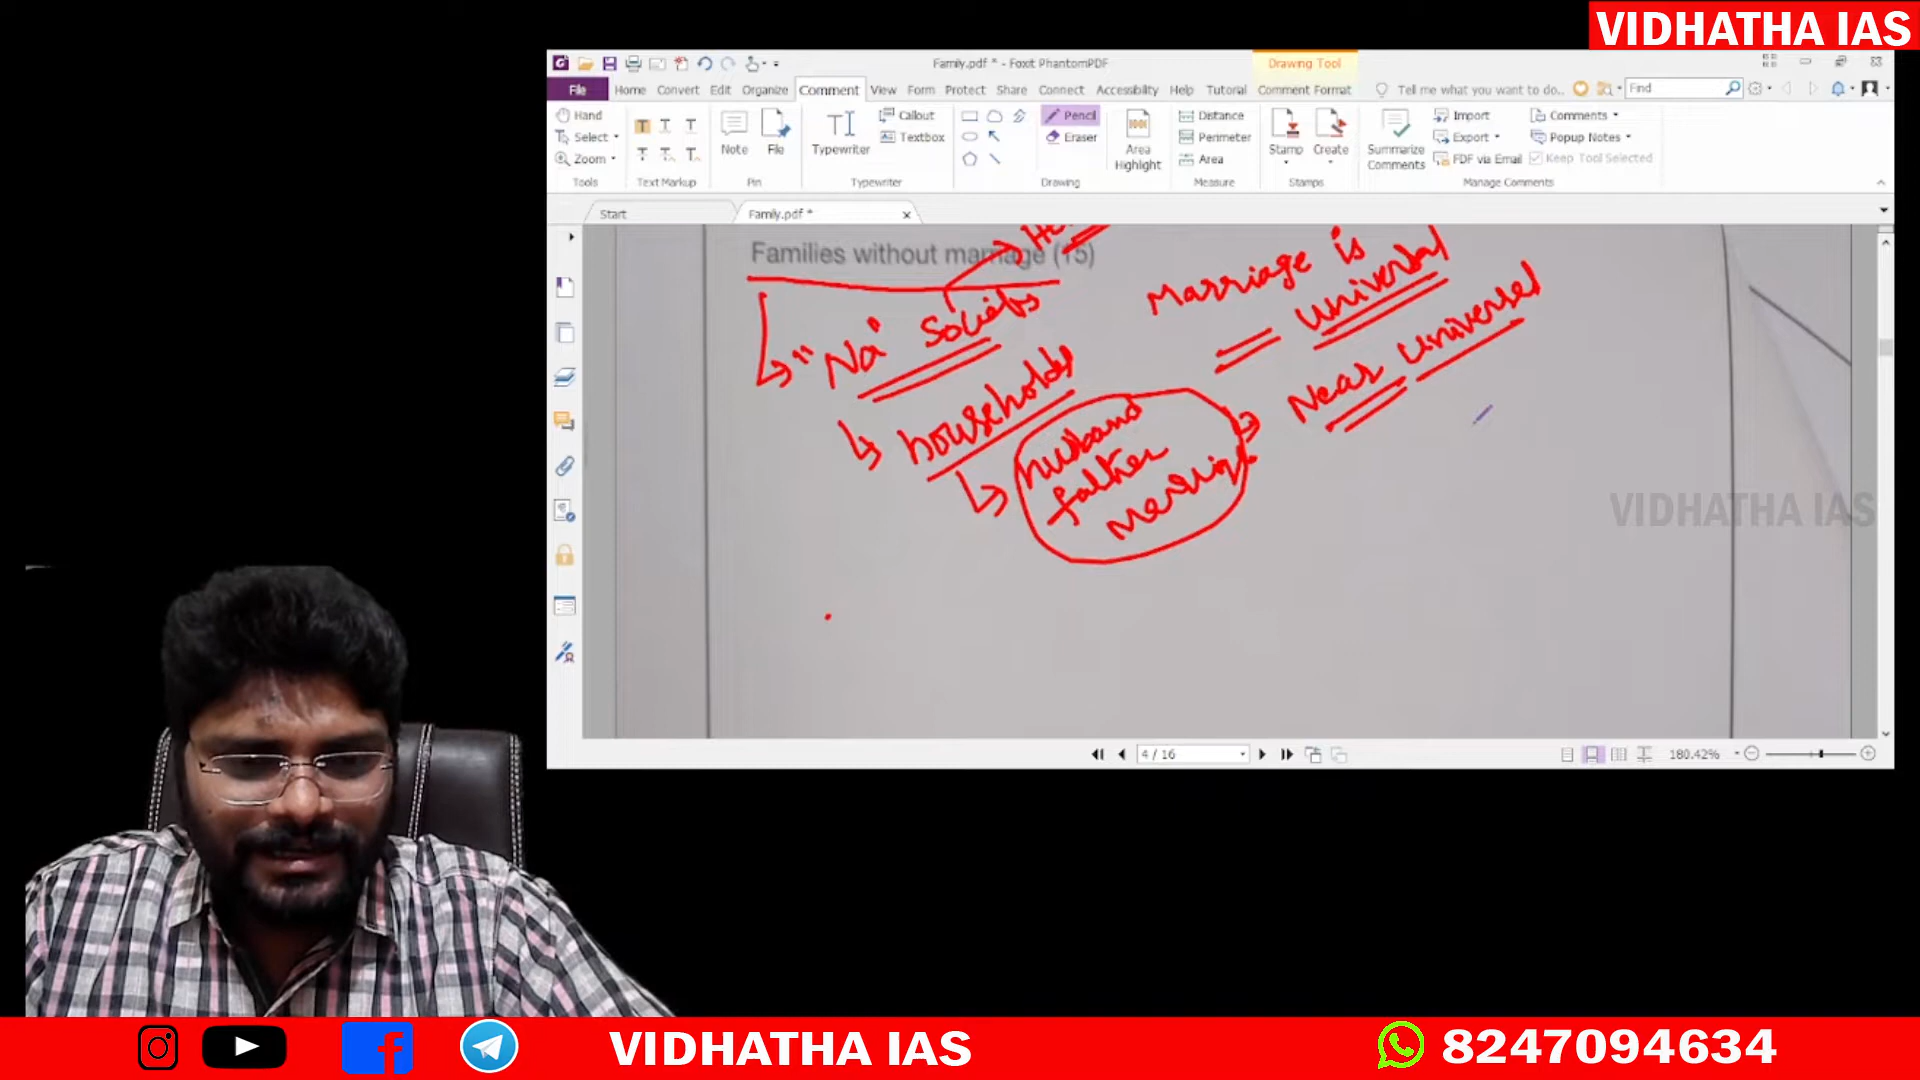 VIDHATHA IAS
Family.pdf * - Foxit PhantomPDF
Drawing Tool
File Home Convert Edit Organize Comment View Form Protect Share Connect Accessibility Help Tutorial Comment Format Tell me what you want to do.. Find
Hand
Select
Zoom
Tools
Text Markup
Note
File
Pin
Typewriter
Callout
Textbox
Typewriter
Pencil
Eraser
Drawing
Area Highlight
Distance
Perimeter
Area
Measure
Stamp
Create
Stamps
Summarize Comments
Import
Export
FDF via Email
Comments
Popup Notes
Keep Tool Selected
Manage Comments
Start
Family.pdf *
Families without marriage (15)
Marriage is
Universal
Near Universal
"Na" Societs
households
husband
father
VIDHATHA IAS
4 / 16
180.42%
VIDHATHA IAS
8247094634